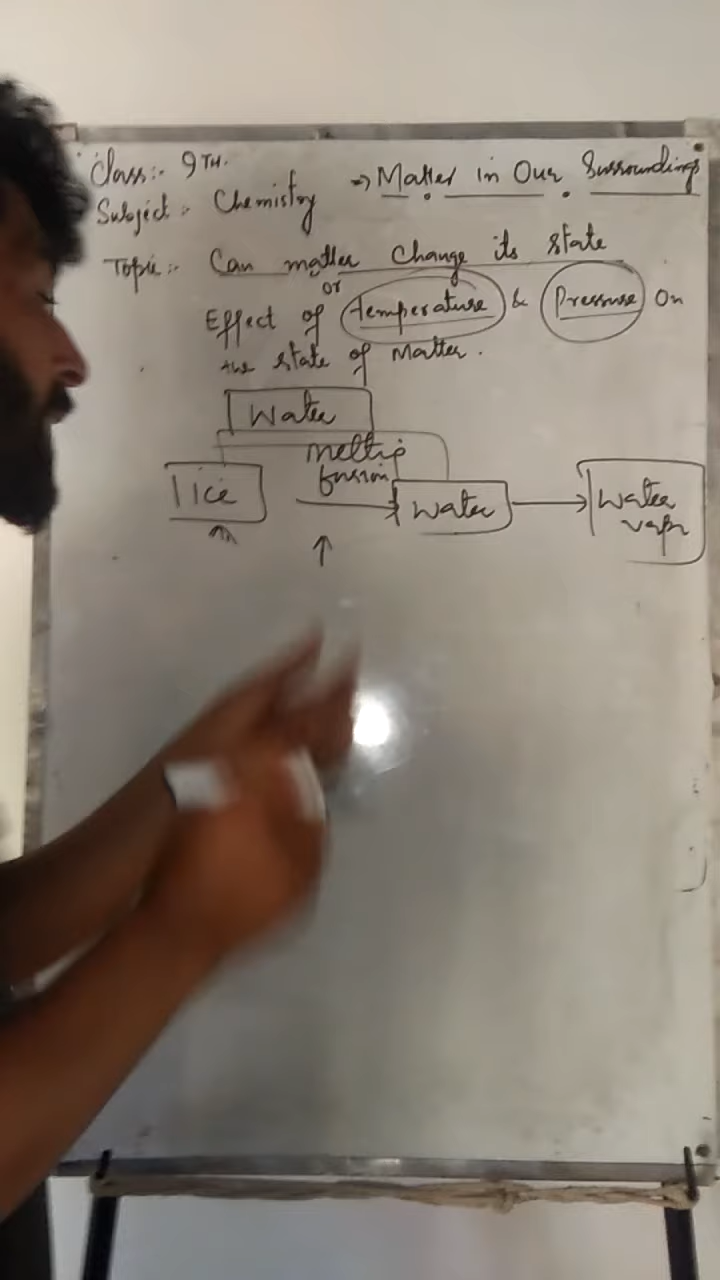 Class:- 9TH.
Subject:- Chemistry
⇒ Matter in Our Surroundings
Topic:- Can matter change its state
or
Effect of temperature & Pressure On
the state of Matter.
Water
melting
fusion
ice
Water
Water
vapr